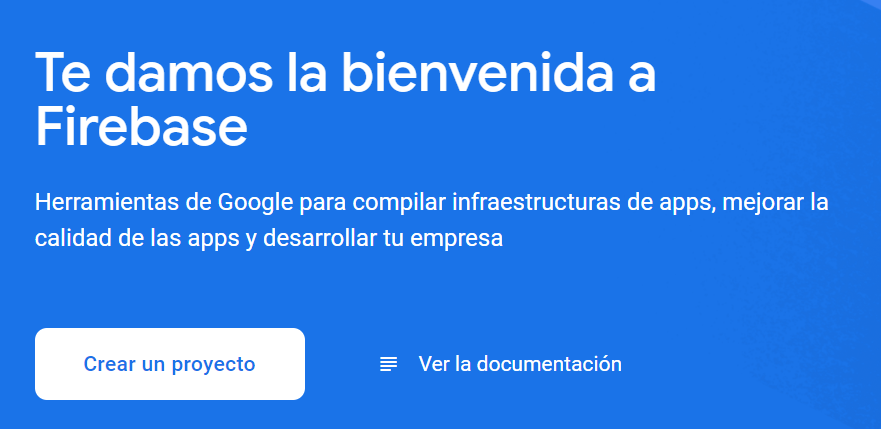 Te damos la bienvenida a
Firebase
Herramientas de Google para compilar infraestructuras de apps, mejorar la
calidad de las apps y desarrollar tu empresa
Crear un proyecto
Ver la documentación